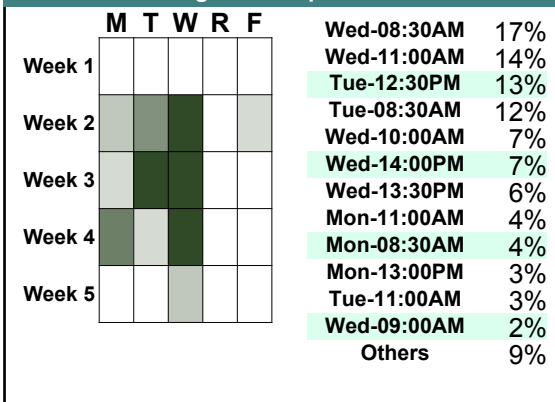 M T W R F
Week 1
Week 2
Week 3
Week 4
Week 5
Wed-08:30AM 17%
Wed-11:00AM 14%
Tue-12:30PM 13%
Tue-08:30AM 12%
Wed-10:00AM 7%
Wed-14:00PM 7%
Wed-13:30PM 6%
Mon-11:00AM 4%
Mon-08:30AM 4%
Mon-13:00PM 3%
Tue-11:00AM 3%
Wed-09:00AM 2%
Others 9%